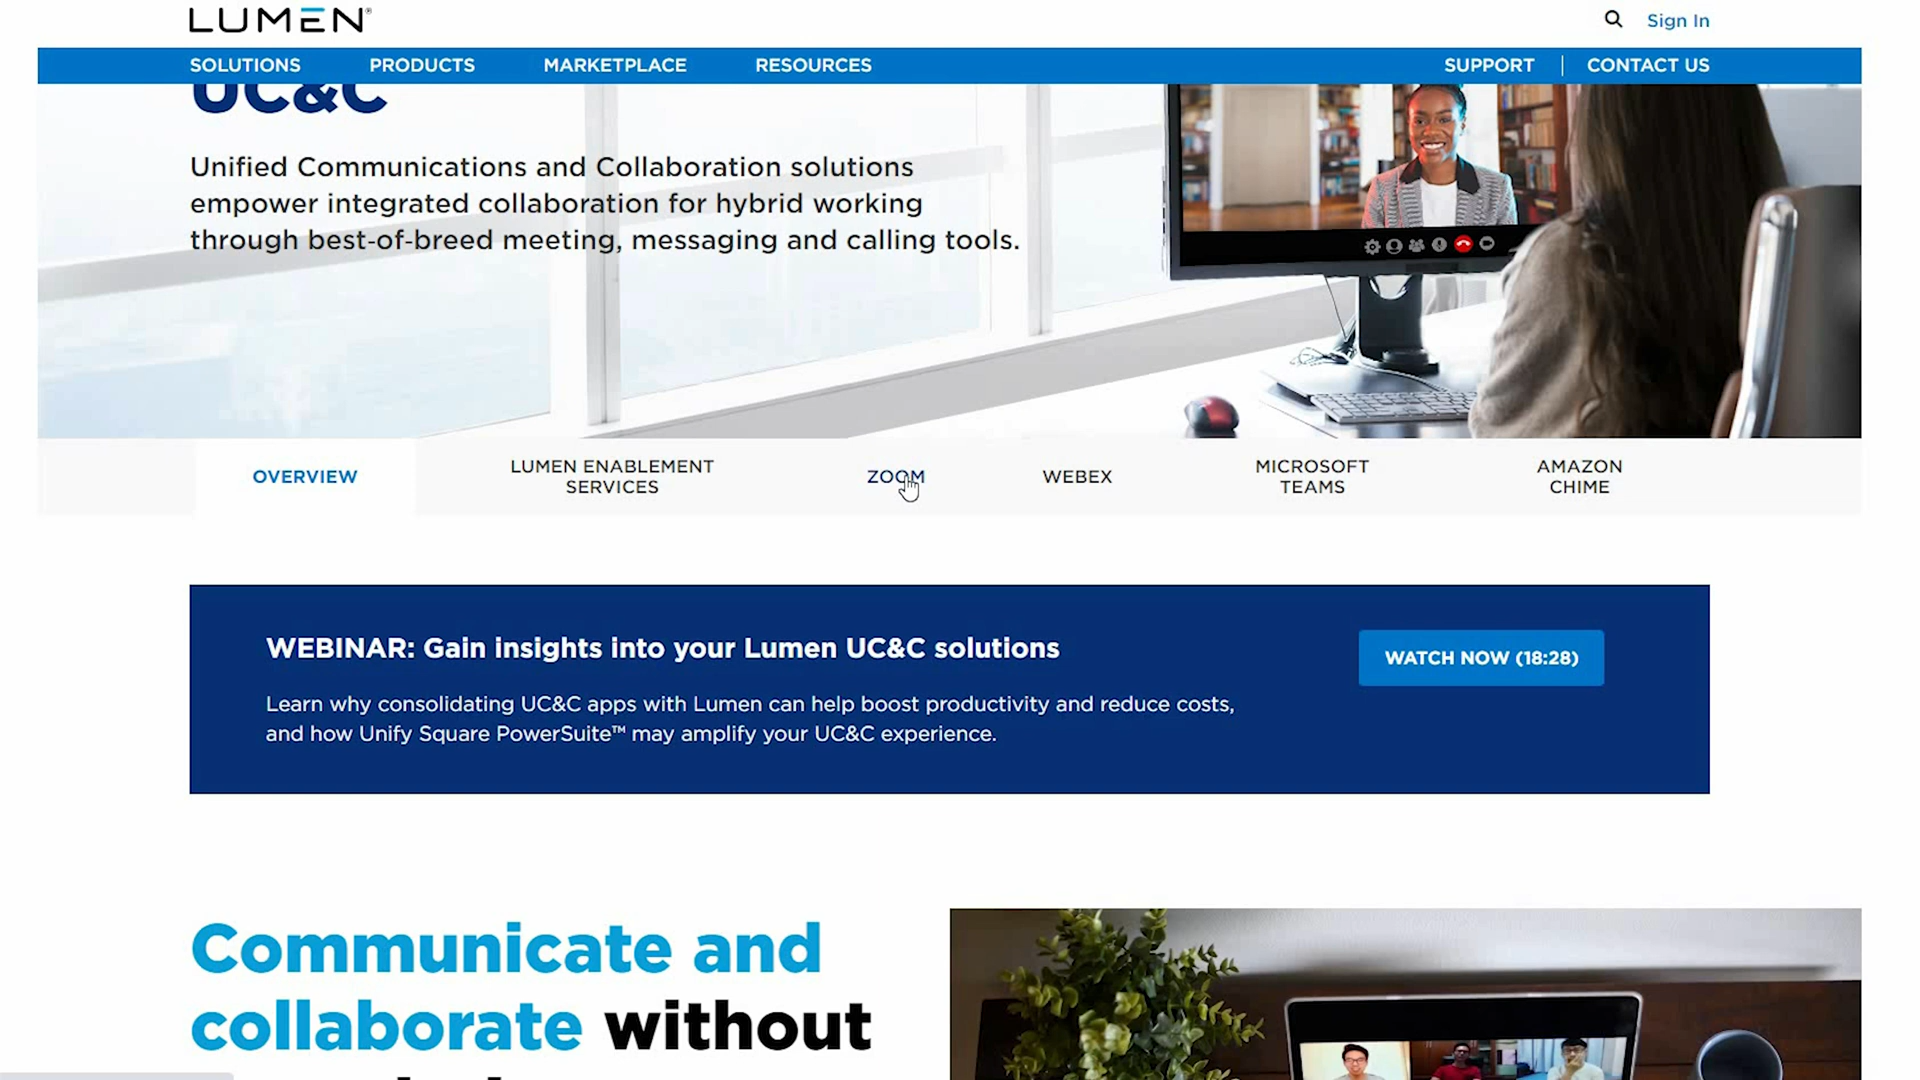 LUMEN®
Sign In
SOLUTIONS PRODUCTS MARKETPLACE RESOURCES SUPPORT CONTACT US
UC&C
Unified Communications and Collaboration solutions
empower integrated collaboration for hybrid working
through best-of-breed meeting, messaging and calling tools.
OVERVIEW
LUMEN ENABLEMENT
SERVICES
ZOOM
WEBEX
MICROSOFT
TEAMS
AMAZON
CHIME
WEBINAR: Gain insights into your Lumen UC&C solutions
Learn why consolidating UC&C apps with Lumen can help boost productivity and reduce costs,
and how Unify Square PowerSuite™ may amplify your UC&C experience.
WATCH NOW (18:28)
Communicate and
collaborate without